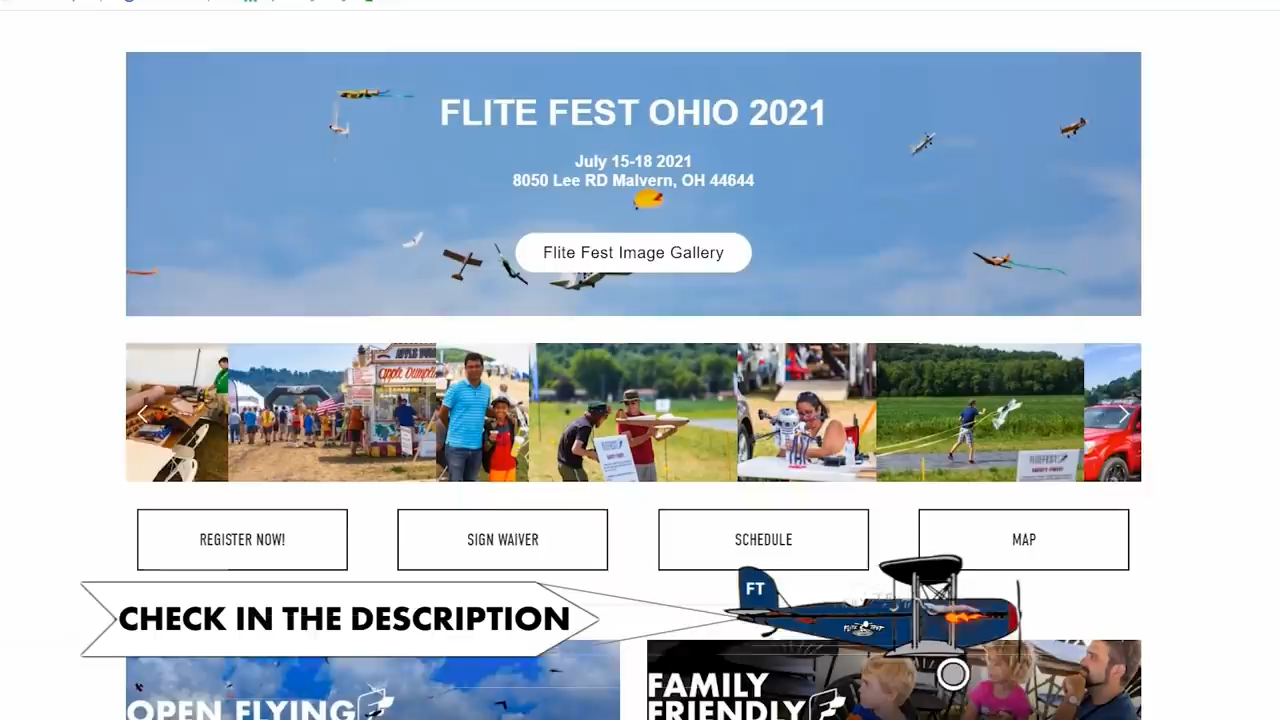 FLITE FEST OHIO 2021
July 15-18 2021
8050 Lee RD Malvern, OH 44644
Flite Fest Image Gallery
REGISTER NOW!
SIGN WAIVER
SCHEDULE
MAP
FT
CHECK IN THE DESCRIPTION
OPEN FLYING
FAMILY
FRIENDLY